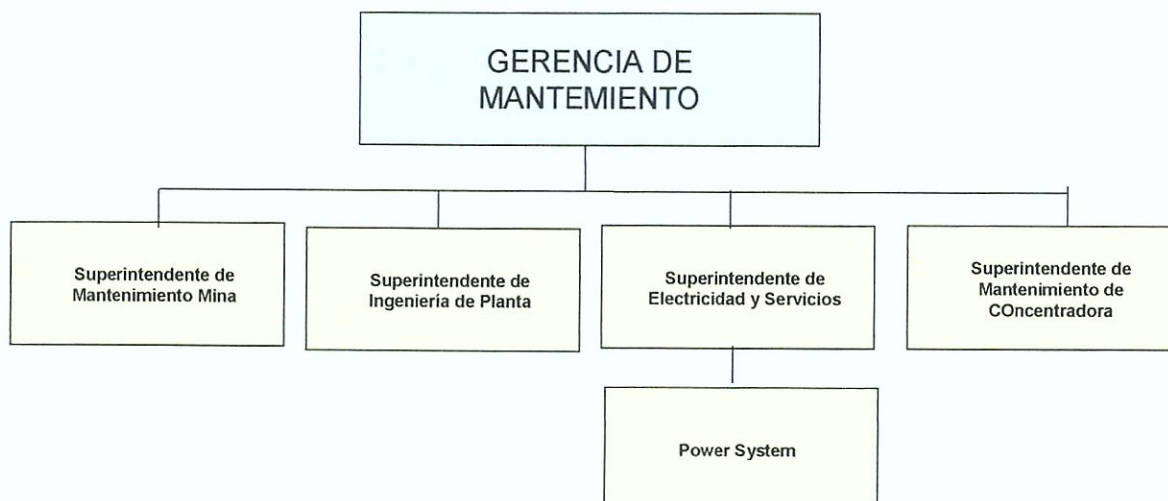 GERENCIA DE
MANTEMIENTO
Superintendente de
Mantenimiento Mina
Superintendente de
Ingeniería de Planta
Superintendente de
Electricidad y Servicios
Superintendente de
Mantenimiento de
COncentradora
Power System